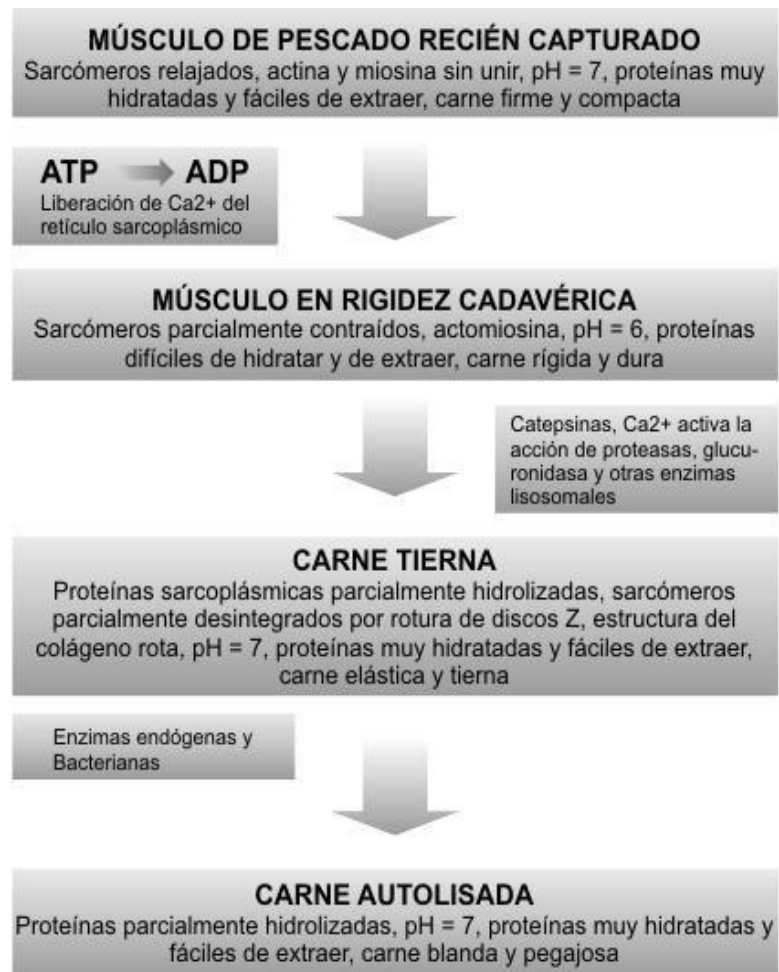 MÚSCULO DE PESCADO RECIÉN CAPTURADO
Sarcómeros relajados, actina y miosina sin unir, pH = 7, proteínas muy
hidratadas y fáciles de extraer, carne firme y compacta
ATP ADP
Liberación de Ca2+ del
retículo sarcoplásmico
MÚSCULO EN RIGIDEZ CADAVÉRICA
Sarcómeros parcialmente contraídos, actomiosina, pH = 6, proteínas
difíciles de hidratar y de extraer, carne rígida y dura
Catepsinas, Ca2+ activa la
acción de proteasas, glucu-
ronidasa y otras enzimas
lisosomales
CARNE TIERNA
Proteínas sarcoplásmicas parcialmente hidrolizadas, sarcómeros
parcialmente desintegrados por rotura de discos Z, estructura del
colágeno rota, pH = 7, proteínas muy hidratadas y fáciles de extraer,
carne elástica y tierna
Enzimas endógenas y
Bacterianas
CARNE AUTOLISADA
Proteínas parcialmente hidrolizadas, pH = 7, proteínas muy hidratadas y
fáciles de extraer, carne blanda y pegajosa